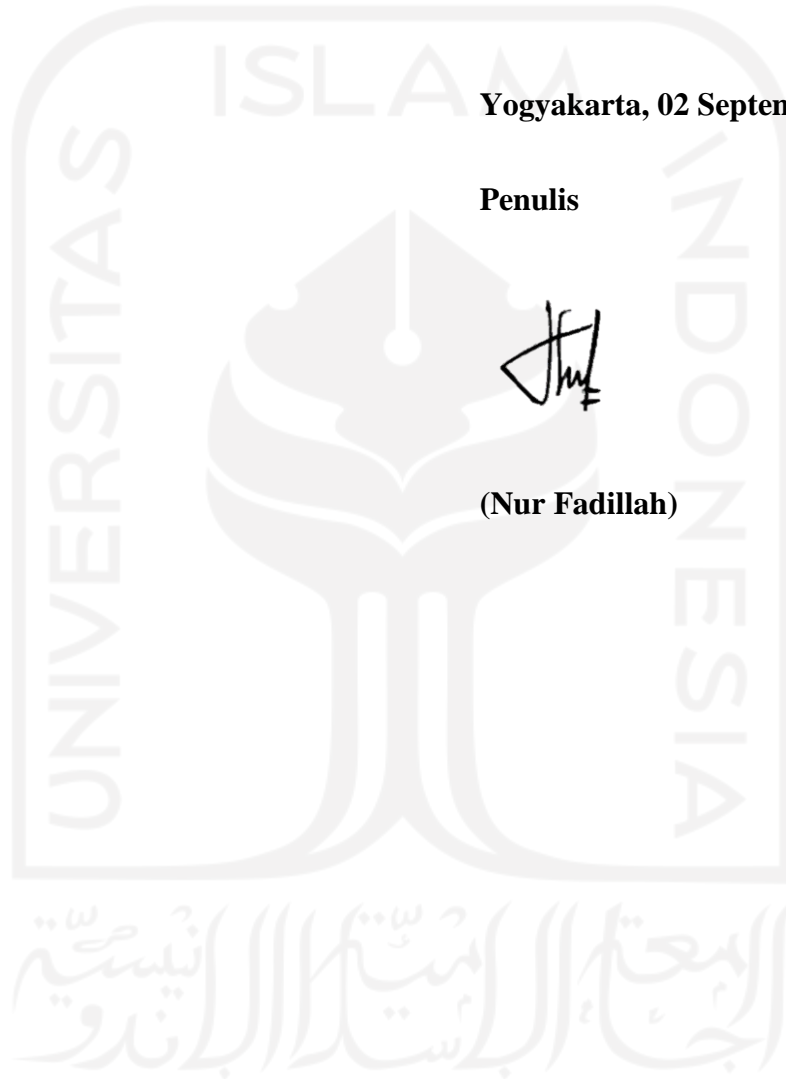 ISLAM
UNIVERSITAS
INDONESIA
Yogyakarta, 02 Septem
Penulis
(Nur Fadillah)